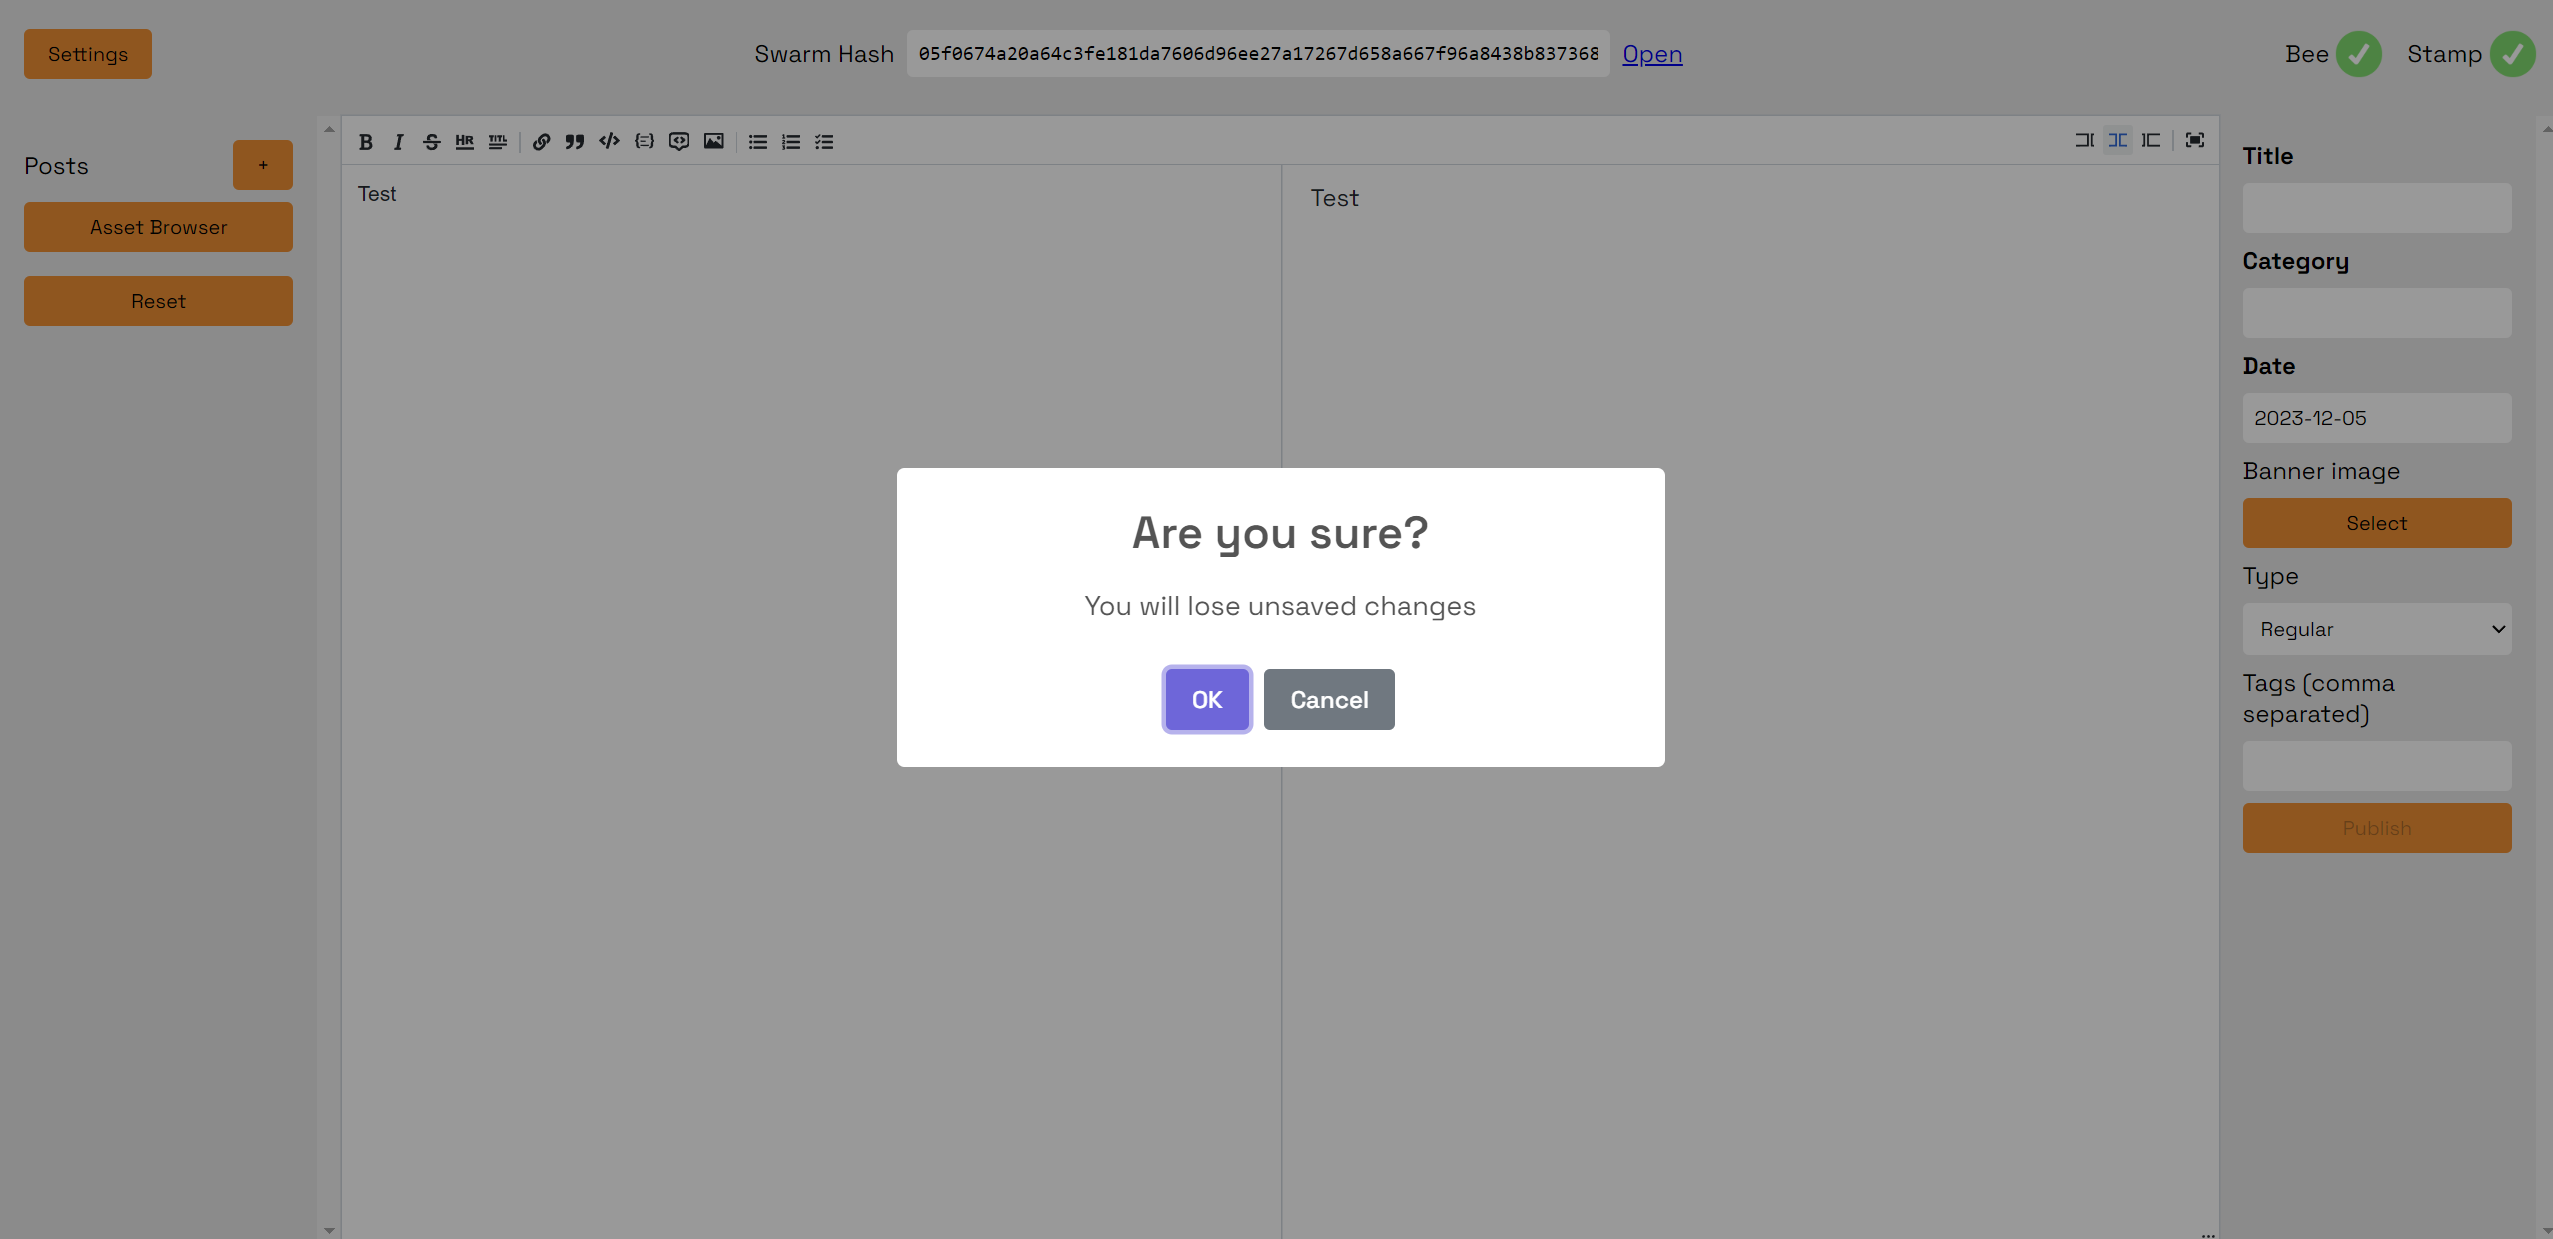 Settings
Swarm Hash 05f0674a20a64c3fe181da7606d96ee27a17267d658a667f96a8438b837368 Open
Bee Stamp
Posts +
Asset Browser
Reset
B I S HR TITL
Test
Test
Title
Category
Date
2023-12-05
Banner image
Select
Type
Regular
Tags (comma
separated)
Publish
Are you sure?
You will lose unsaved changes
OK Cancel